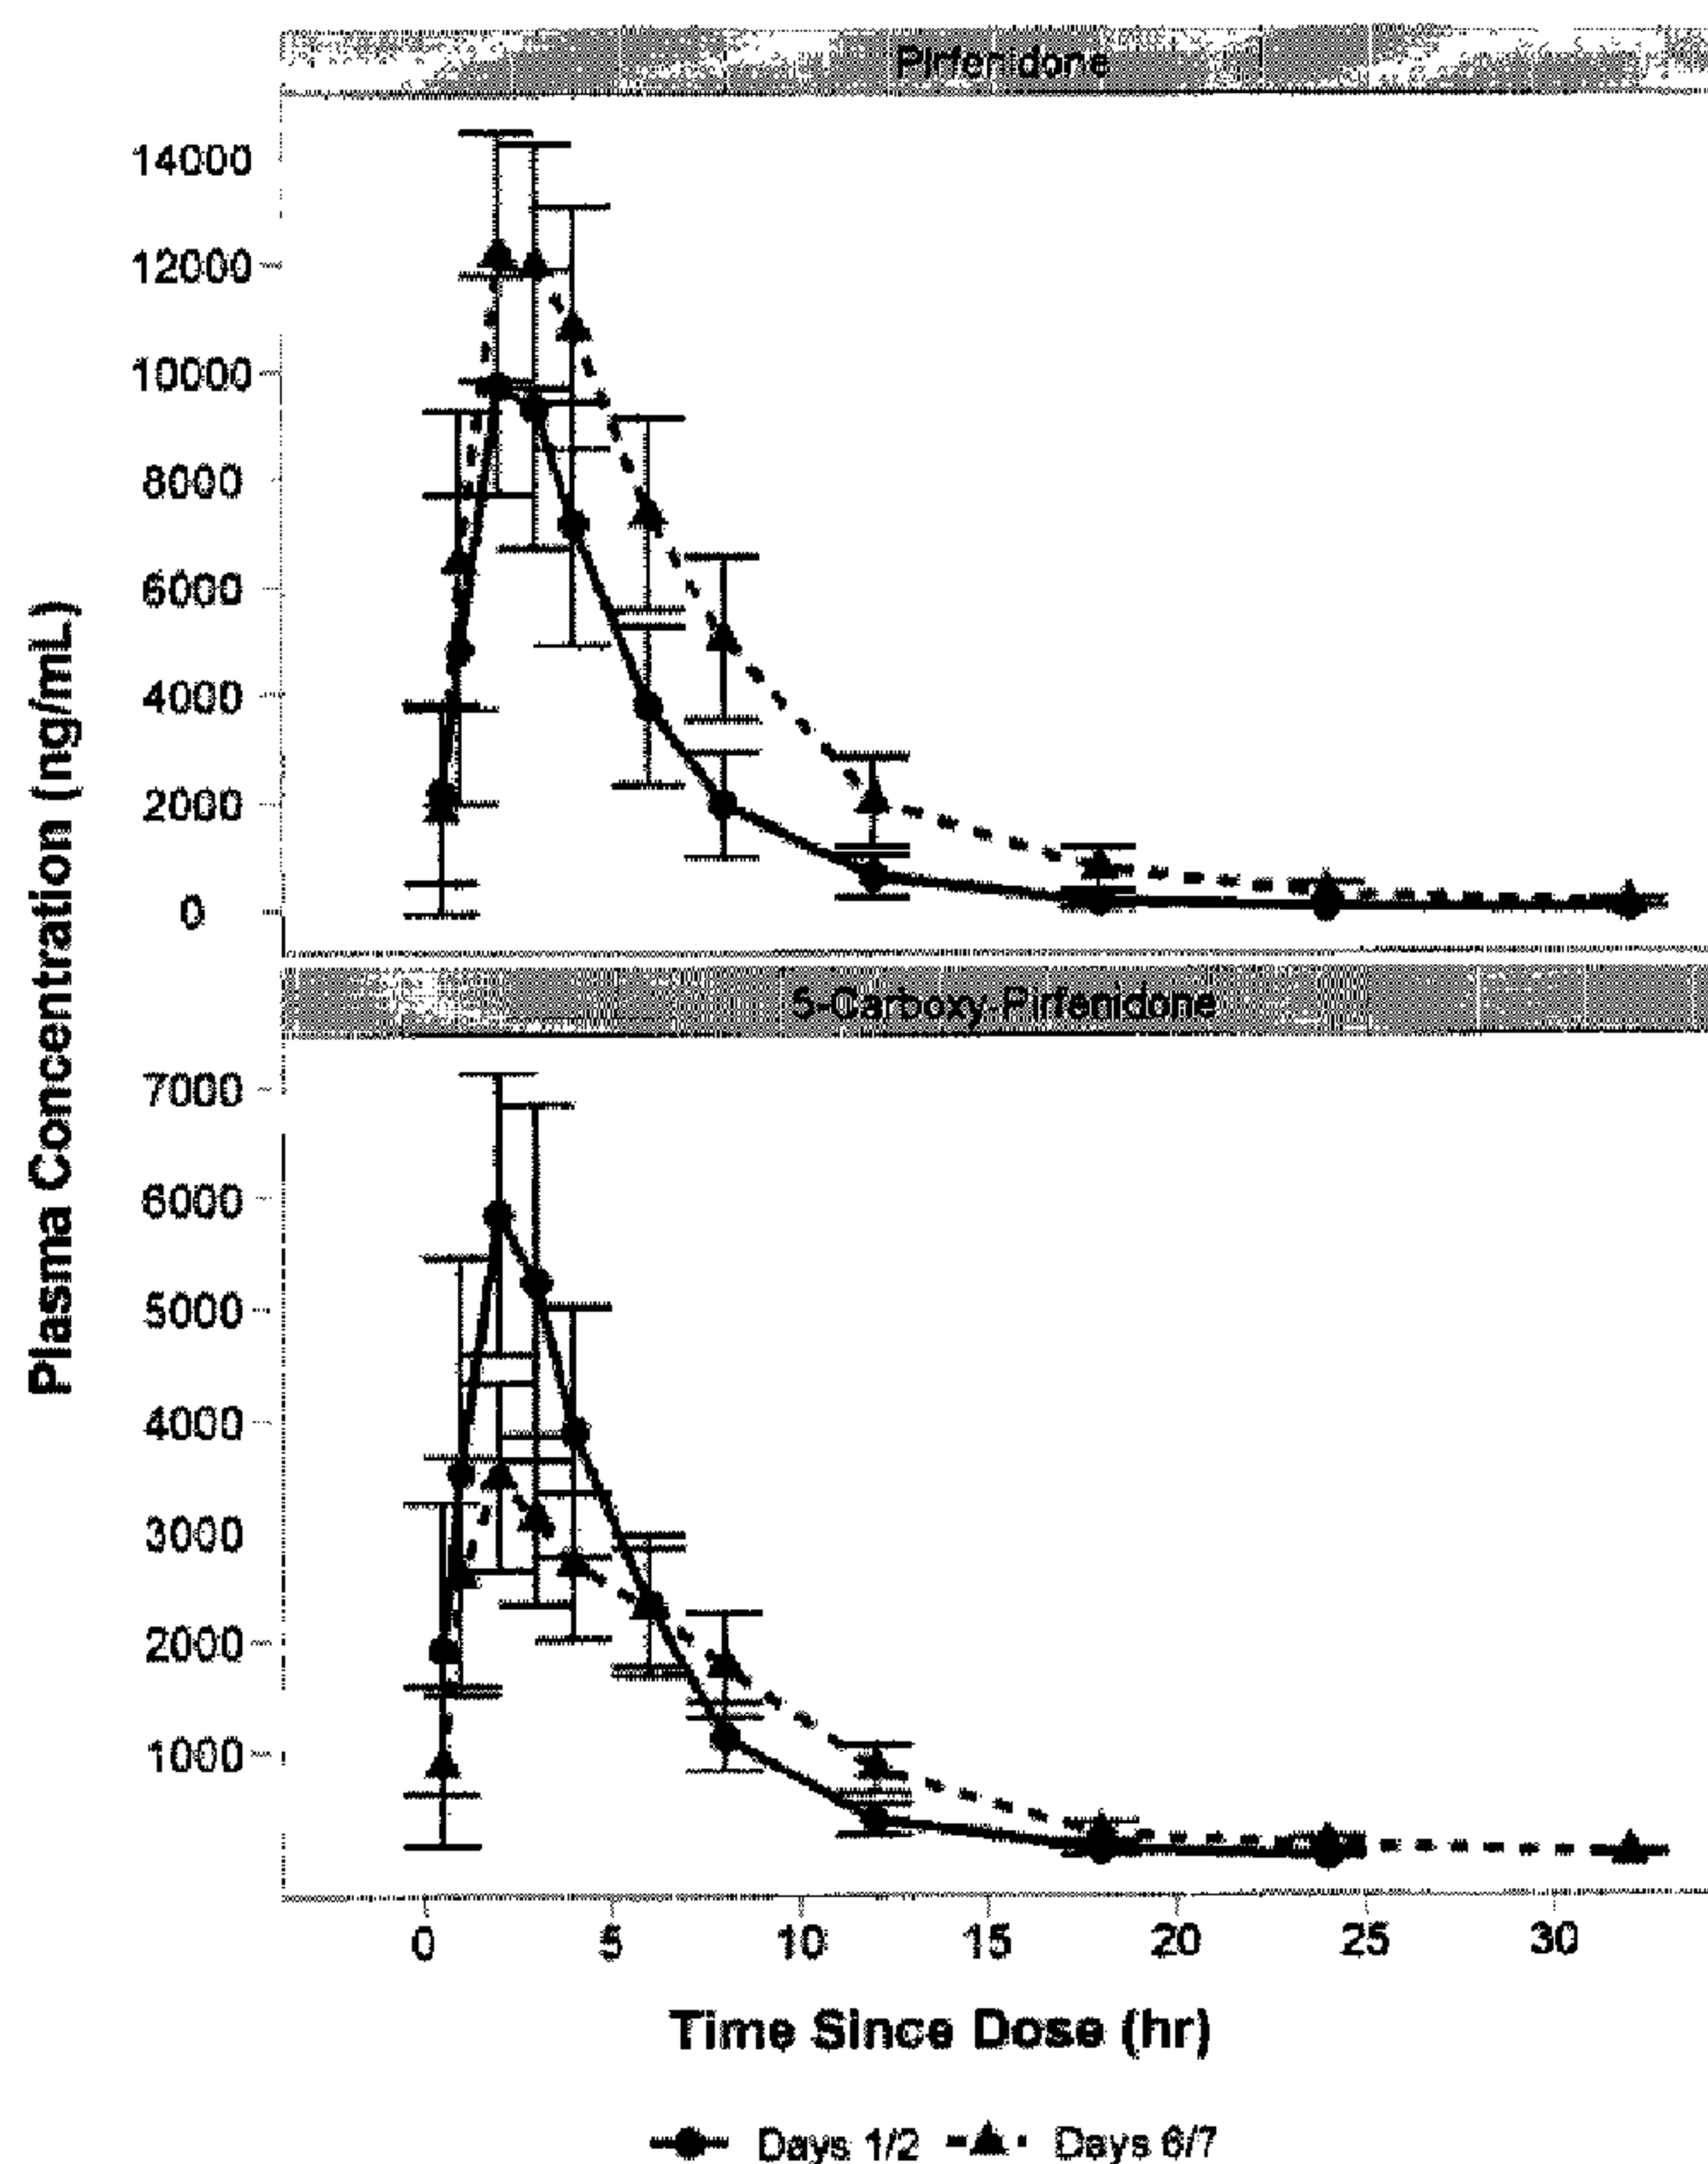 Pirfenidone
14000
12000
10000
8000
6000
4000
2000
0
Plasma Concentration (ng/mL)
5-Carboxy-Pirfenidone
7000
6000
5000
4000
3000
2000
1000
0 5 10 15 20 25 30
Time Since Dose (hr)
Days 1/2 Days 6/7